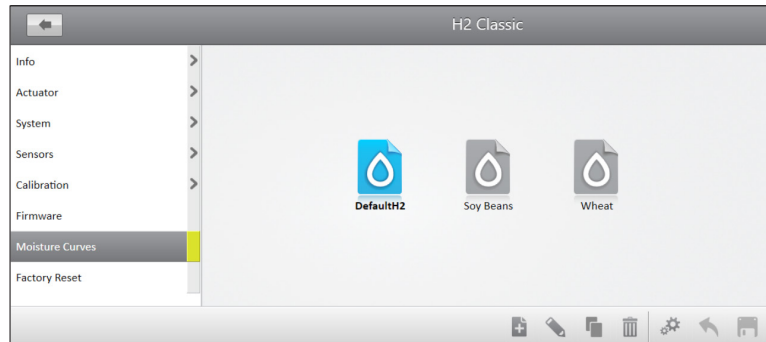 H2 Classic
Info
Actuator
System
Sensors
Calibration
Firmware
Moisture Curves
Factory Reset
DefaultH2
Soy Beans
Wheat